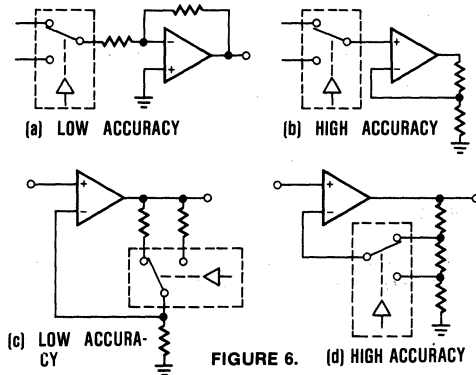 - 
+
(a) LOW ACCURACY
+
-
(b) HIGH ACCURACY
+
-
(c) LOW ACCURA-
CY
FIGURE 6.
+
-
(d) HIGH ACCURACY